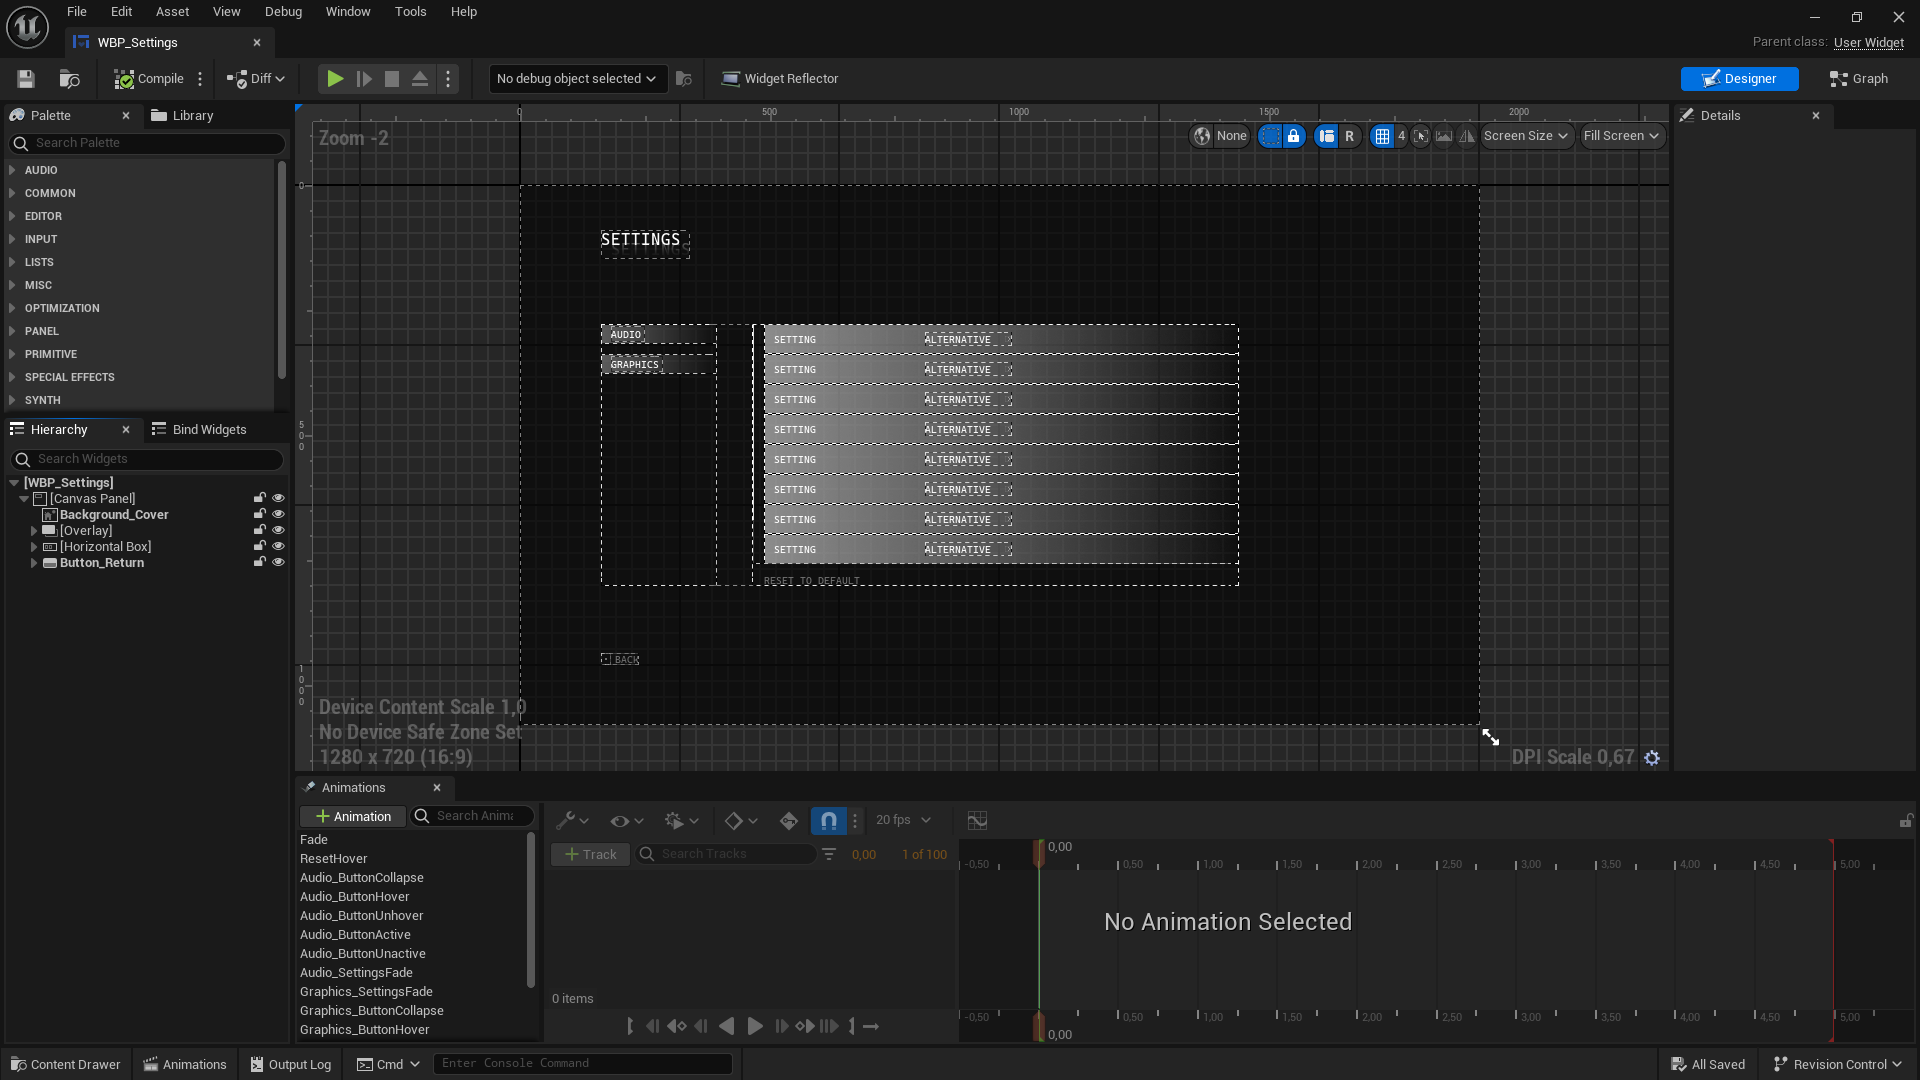 File Edit Asset View Debug Window Tools Help
WBP_Settings
Parent class: User Widget
Compile Diff No debug object selected Widget Reflector Designer Graph
Palette Library
Search Palette
AUDIO
COMMON
EDITOR
INPUT
LISTS
MISC
OPTIMIZATION
PANEL
PRIMITIVE
SPECIAL EFFECTS
SYNTH
Hierarchy Bind Widgets
Search Widgets
[WBP_Settings]
[Canvas Panel]
Background_Cover
[Overlay]
[Horizontal Box]
Button_Return
0 500 1000 1500 2000
Zoom -2
None R 4 Screen Size Fill Screen
0
500
1000
SETTINGS
SETTINGS
AUDIO
GRAPHICS
SETTING ALTERNATIVE
SETTING ALTERNATIVE
SETTING ALTERNATIVE
SETTING ALTERNATIVE
SETTING ALTERNATIVE
SETTING ALTERNATIVE
SETTING ALTERNATIVE
SETTING ALTERNATIVE
RESET TO DEFAULT
BACK
Device Content Scale 1,0
No Device Safe Zone Set
1280 x 720 (16:9)
DPI Scale 0,67
Details
Animations
Animation Search Anima
Fade
ResetHover
Audio_ButtonCollapse
Audio_ButtonHover
Audio_ButtonUnhover
Audio_ButtonActive
Audio_ButtonUnactive
Audio_SettingsFade
Graphics_SettingsFade
Graphics_ButtonCollapse
Graphics_ButtonHover
20 fps
Track Search Tracks 0,00 1 of 100
0,00
-0,50 0,50 1,00 1,50 2,00 2,50 3,00 3,50 4,00 4,50 5,00
No Animation Selected
0 items
-0,50 0,50 1,00 1,50 2,00 2,50 3,00 3,50 4,00 4,50 5,00
0,00
Content Drawer Animations Output Log Cmd Enter Console Command All Saved Revision Control